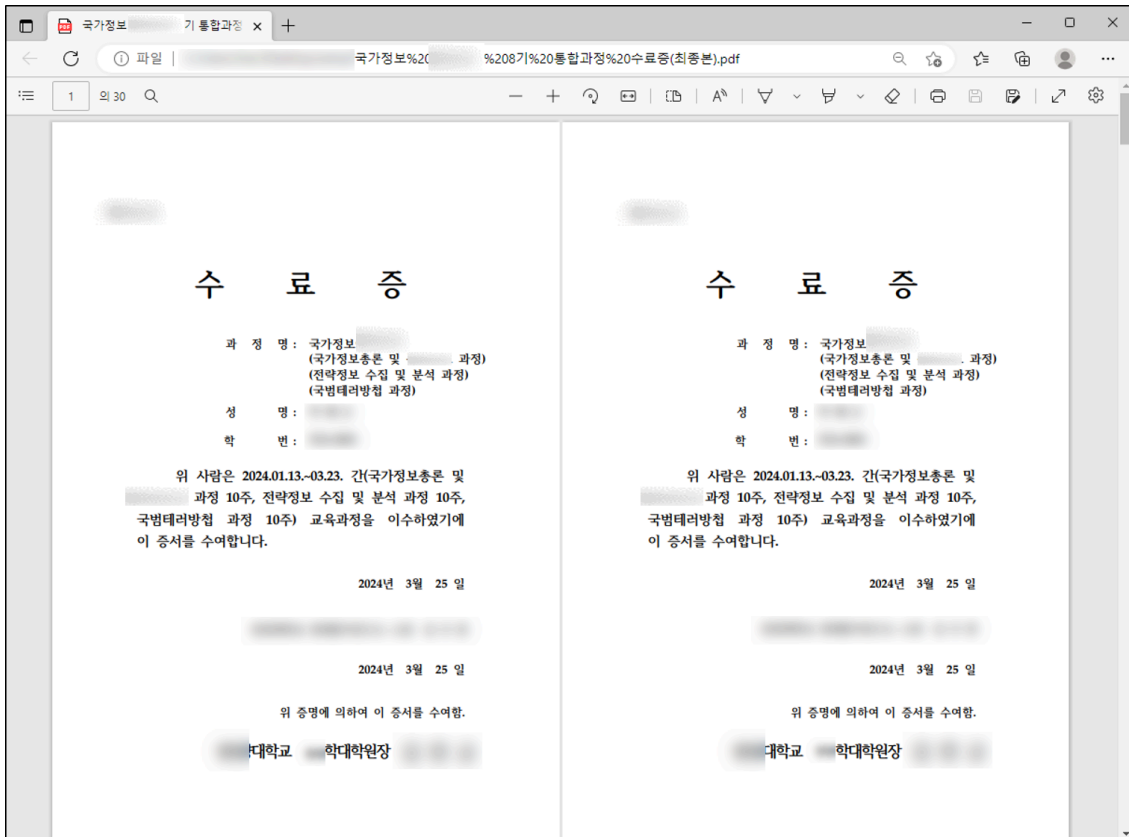 국가정보 기 통합과정
파일 국가정보%20 %208기%20통합과정%20수료증(최종본).pdf
1 의 30
수 료 증
과 정 명 : 국가정보
(국가정보총론 및 과정)
(전략정보 수집 및 분석 과정)
(국범테러방첩 과정)
성 명 :
학 번 :
위 사람은 2024.01.13.~03.23. 간(국가정보총론 및
과정 10주, 전략정보 수집 및 분석 과정 10주,
국범테러방첩 과정 10주) 교육과정을 이수하였기에
이 증서를 수여합니다.
2024년 3월 25 일
2024년 3월 25 일
위 증명에 의하여 이 증서를 수여함.
대학교 학대학원장
수 료 증
과 정 명 : 국가정보
(국가정보총론 및 . 과정)
(전략정보 수집 및 분석 과정)
(국범테러방첩 과정)
성 명 :
학 번 :
위 사람은 2024.01.13.~03.23. 간(국가정보총론 및
과정 10주, 전략정보 수집 및 분석 과정 10주,
국범테러방첩 과정 10주) 교육과정을 이수하였기에
이 증서를 수여합니다.
2024년 3월 25 일
2024년 3월 25 일
위 증명에 의하여 이 증서를 수여함.
대학교 학대학원장